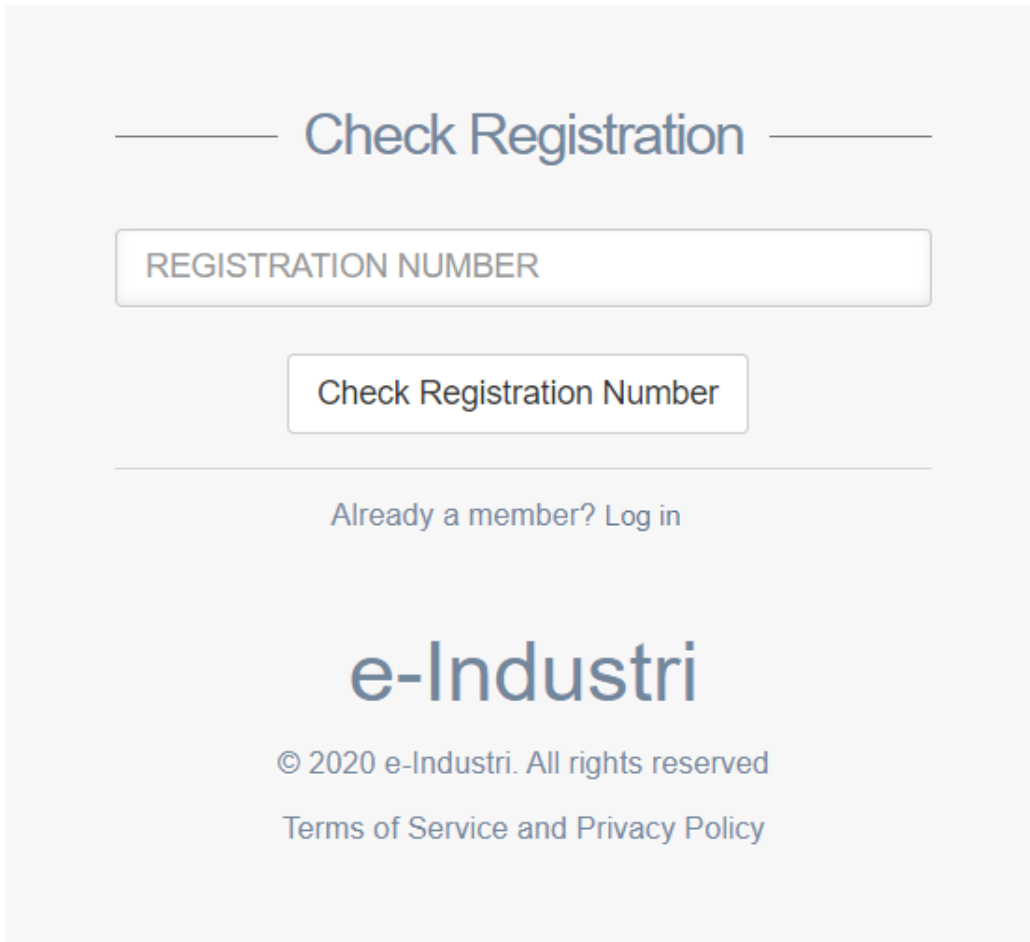 Check Registration
REGISTRATION NUMBER
Check Registration Number
Already a member? Log in
e-Industri
© 2020 e-Industri. All rights reserved
Terms of Service and Privacy Policy